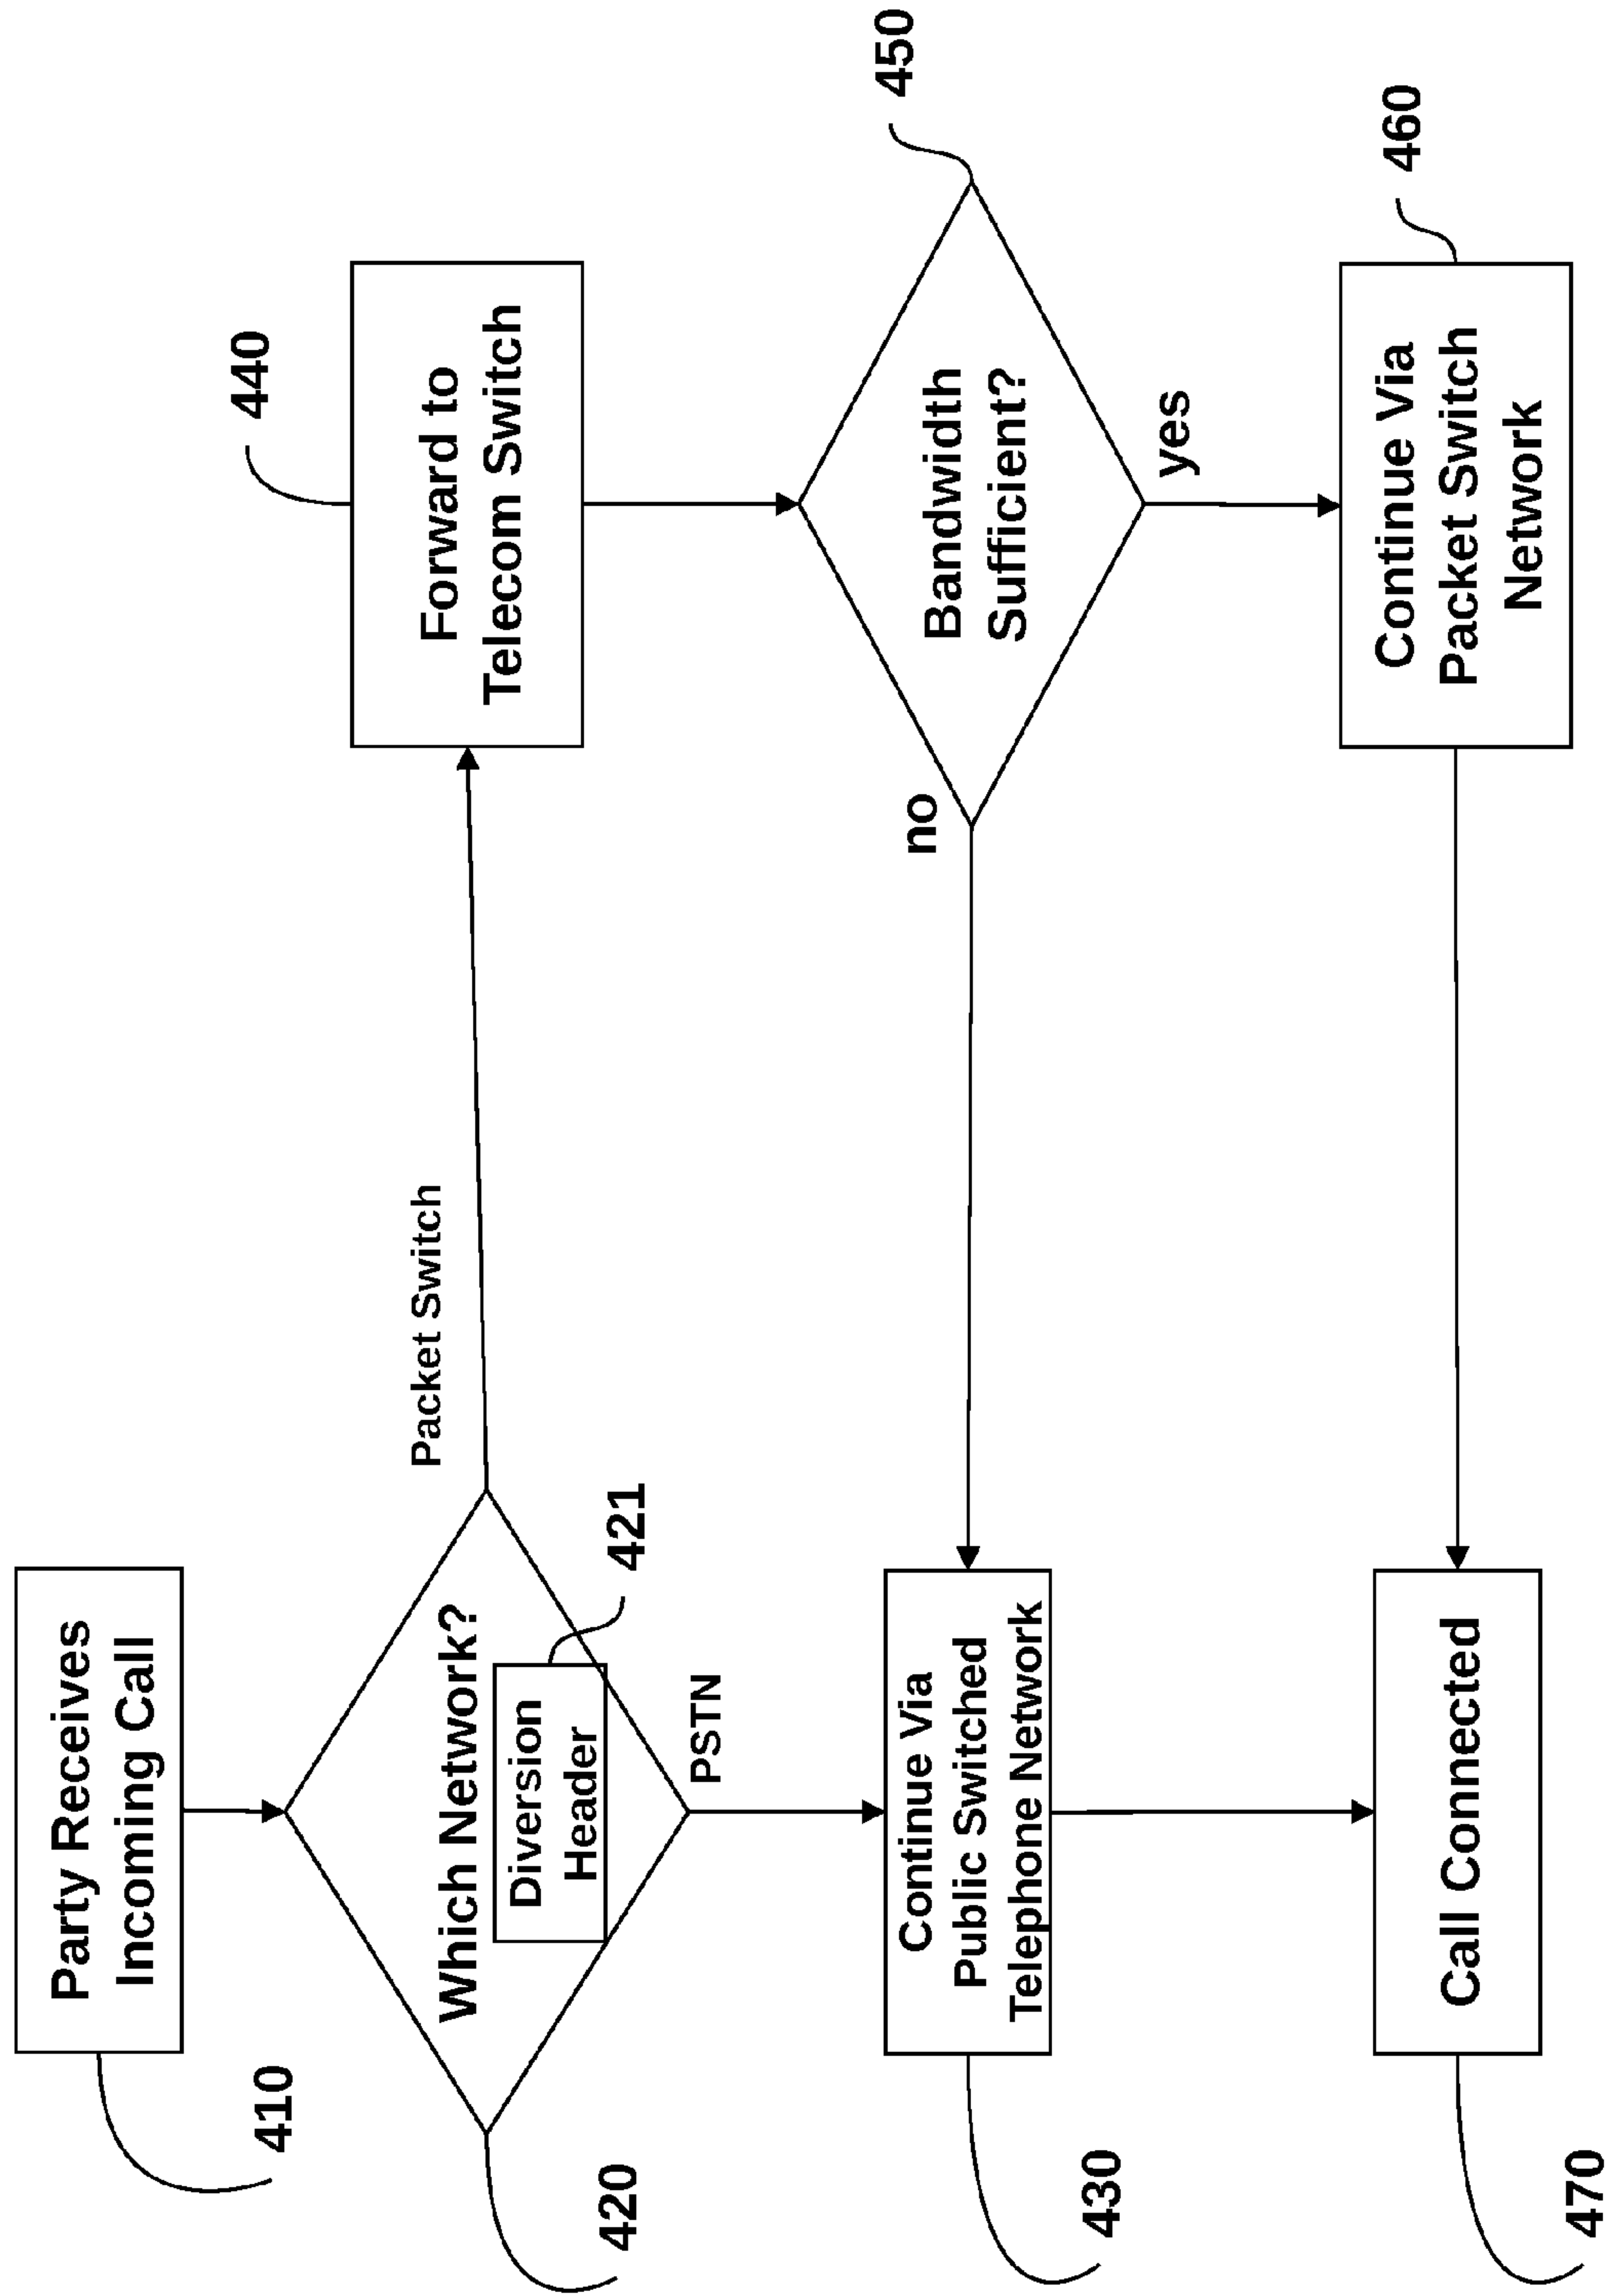 Party Receives
Incoming Call
410
Which Network?
Diversion
Header
421
420
Packet Switch
PSTN
Continue Via
Public Switched
Telephone Network
430
Forward to
Telecom Switch
440
Bandwidth
Sufficient?
450
no
yes
Continue Via
Packet Switch
Network
460
Call Connected
470